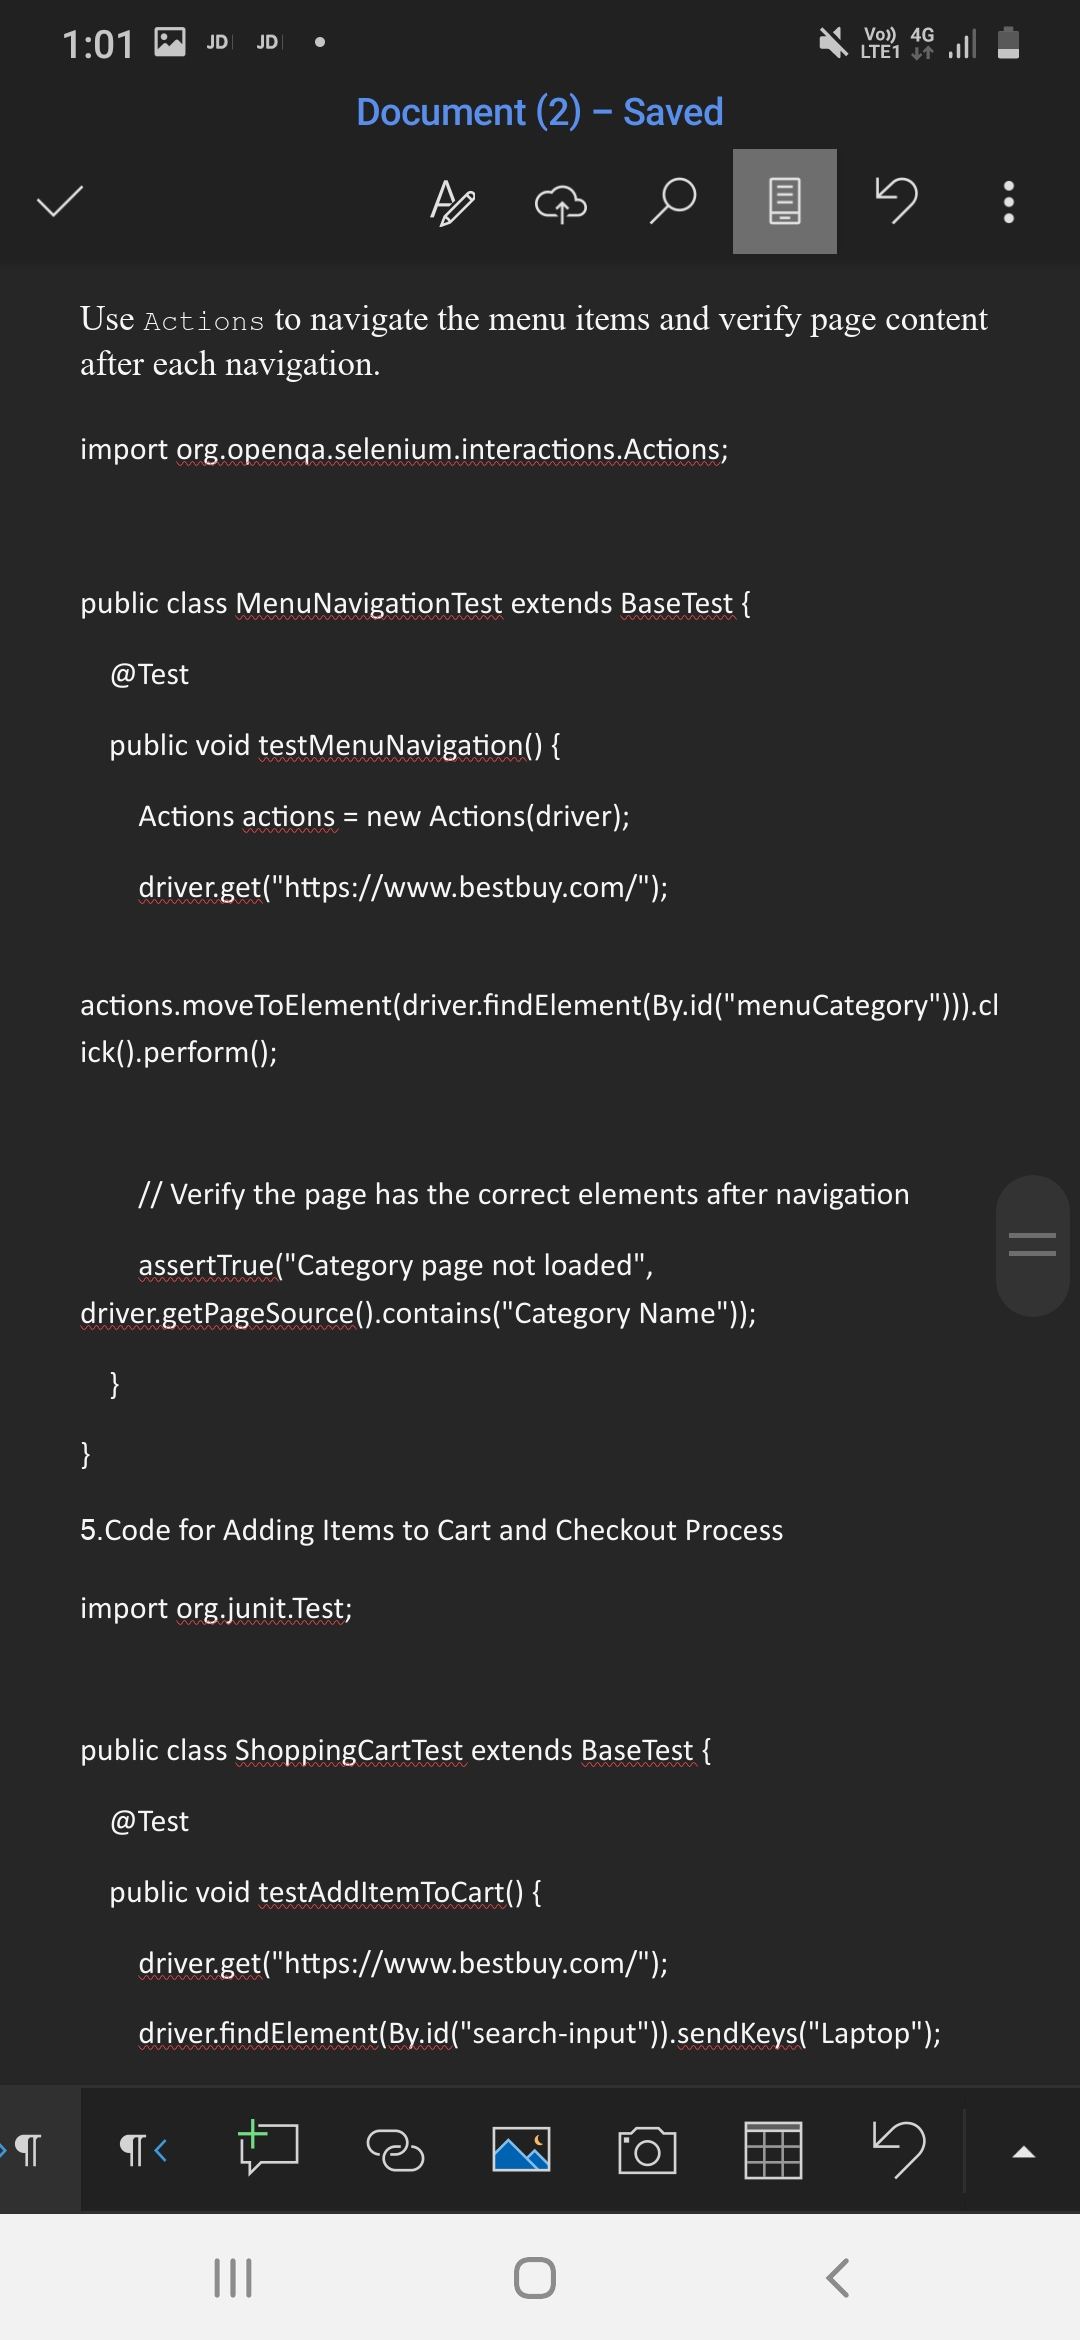 1:01 JD JD Vo)) 4G
LTE1
Document (2) – Saved
Use Actions to navigate the menu items and verify page content
after each navigation.
import org.openqa.selenium.interactions.Actions;
public class MenuNavigationTest extends BaseTest {
@Test
public void testMenuNavigation() {
Actions actions = new Actions(driver);
driver.get("https://www.bestbuy.com/");
actions.moveToElement(driver.findElement(By.id("menuCategory"))).cl
ick().perform();
// Verify the page has the correct elements after navigation
assertTrue("Category page not loaded",
driver.getPageSource().contains("Category Name"));
}
}
5.Code for Adding Items to Cart and Checkout Process
import org.junit.Test;
public class ShoppingCartTest extends BaseTest {
@Test
public void testAddItemToCart() {
driver.get("https://www.bestbuy.com/");
driver.findElement(By.id("search-input")).sendKeys("Laptop");